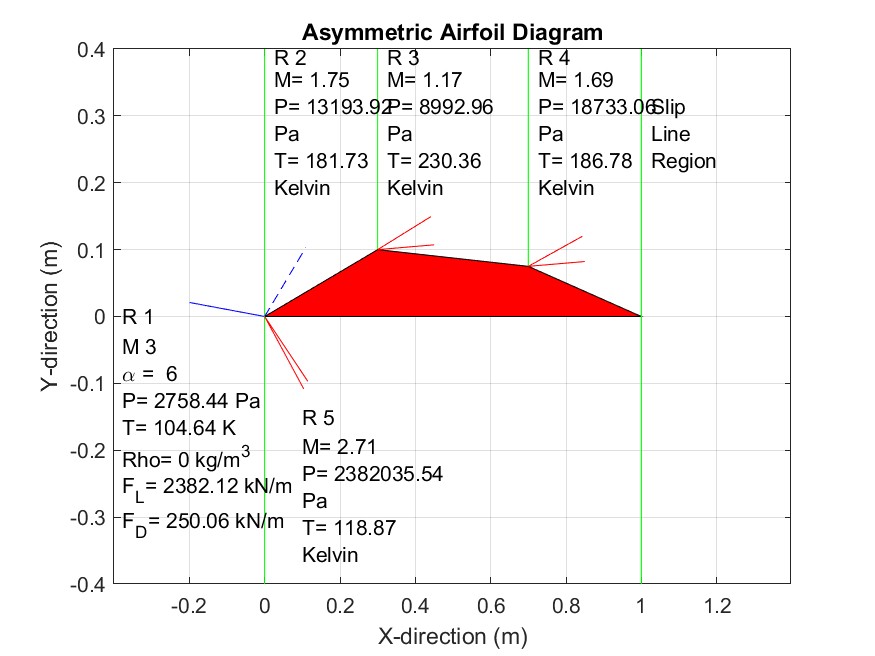 Asymmetric Airfoil Diagram
0.4
0.3
0.2
0.1
0
-0.1
-0.2
-0.3
-0.4
Y-direction (m)
R 2
M= 1.75
P= 13193.92
Pa
T= 181.73
Kelvin
R 3
M= 1.17
P= 8992.96
Pa
T= 230.36
Kelvin
R 4
M= 1.69
P= 18733.06
Pa
T= 186.78
Kelvin
Slip
Line
Region
R 1
M 3
α = 6
P= 2758.44 Pa
T= 104.64 K
Rho= 0 kg/m³
F_L= 2382.12 kN/m
F_D= 250.06 kN/m
R 5
M= 2.71
P= 2382035.54
Pa
T= 118.87
Kelvin
-0.2
0
0.2
0.4
0.6
0.8
1
1.2
X-direction (m)